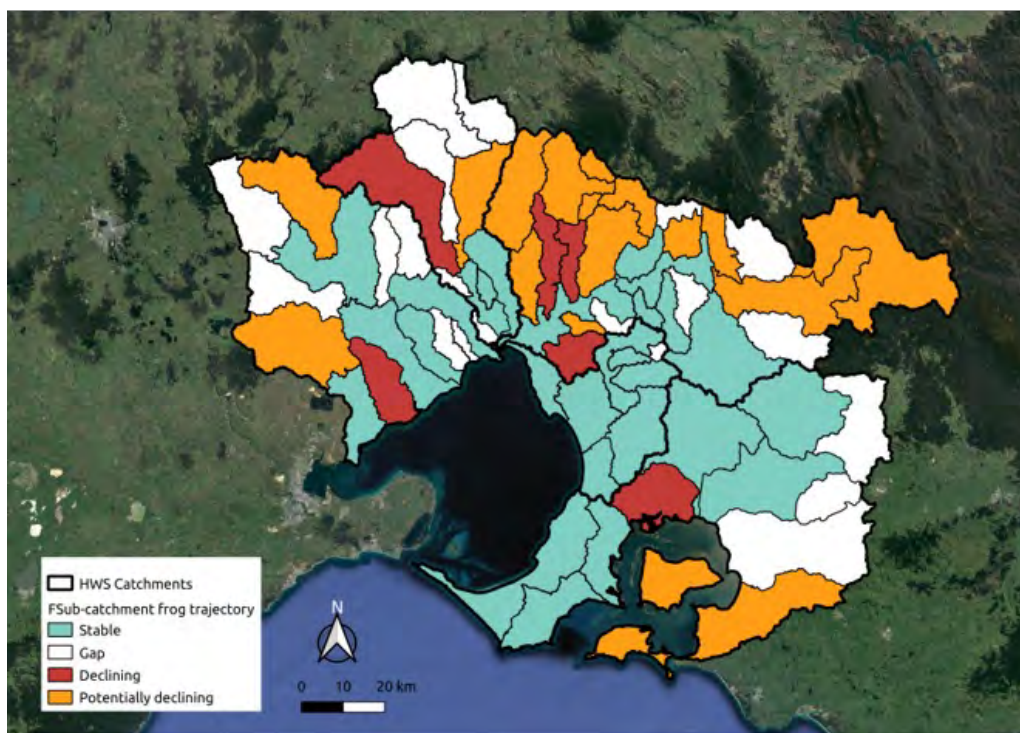 HWS Catchments
FSub-catchment frog trajectory
Stable
Gap
Declining
Potentially declining
N
0 10 20 km